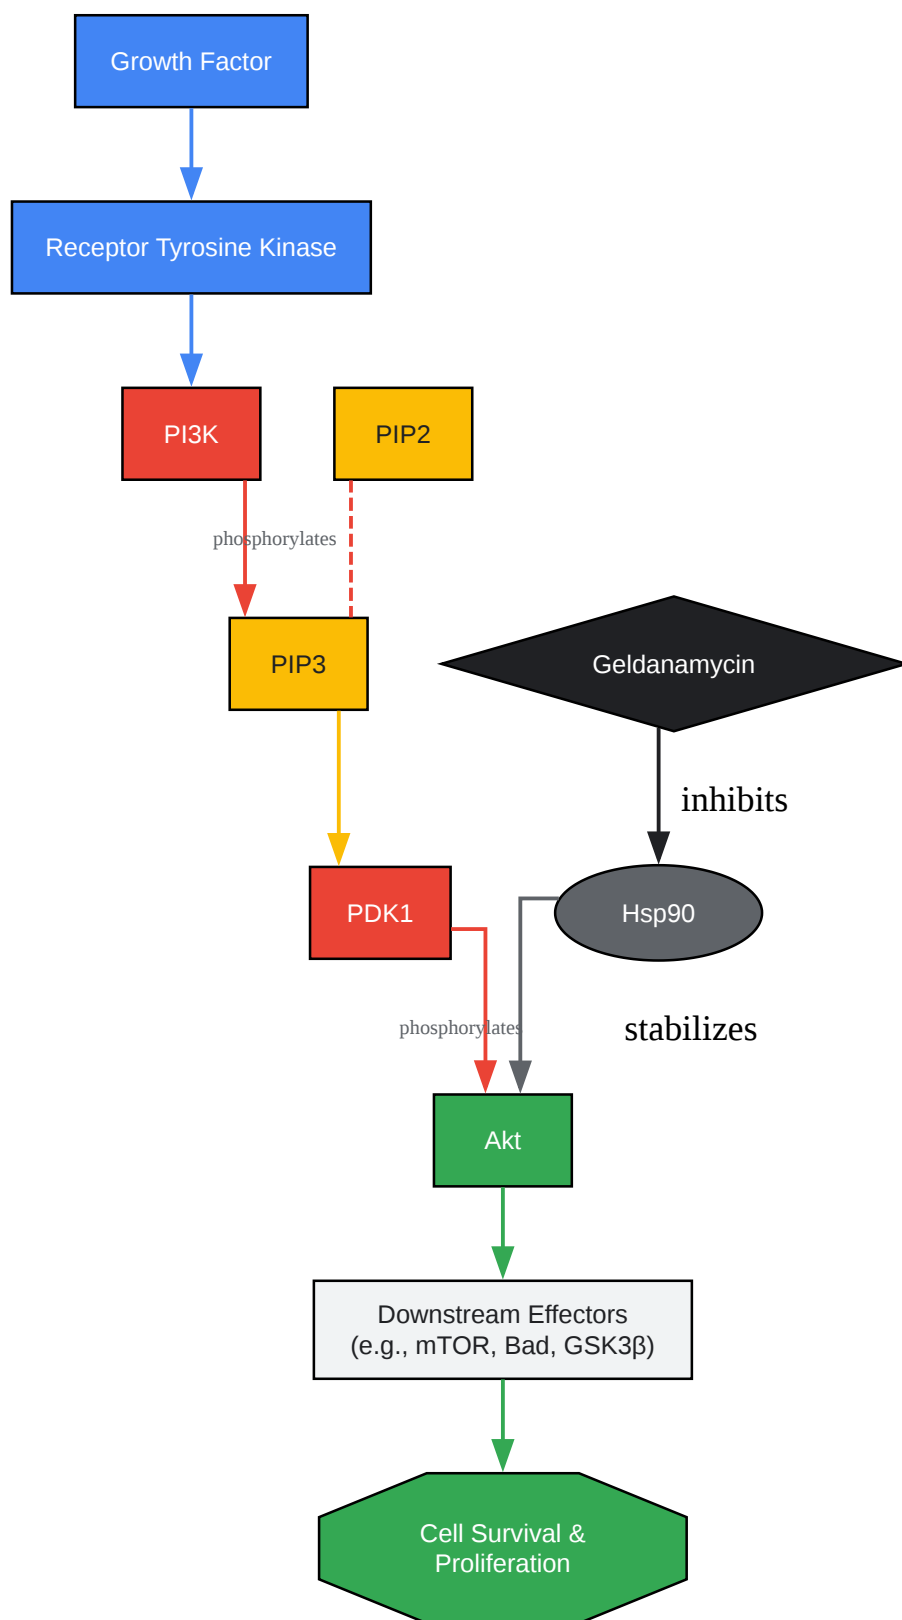 Growth Factor
Receptor Tyrosine Kinase
PI3K
PIP2
phosphorylates
PIP3
Geldanamycin
inhibits
PDK1
Hsp90
phosphorylates
stabilizes
Akt
Downstream Effectors
(e.g., mTOR, Bad, GSK3β)
Cell Survival &
Proliferation